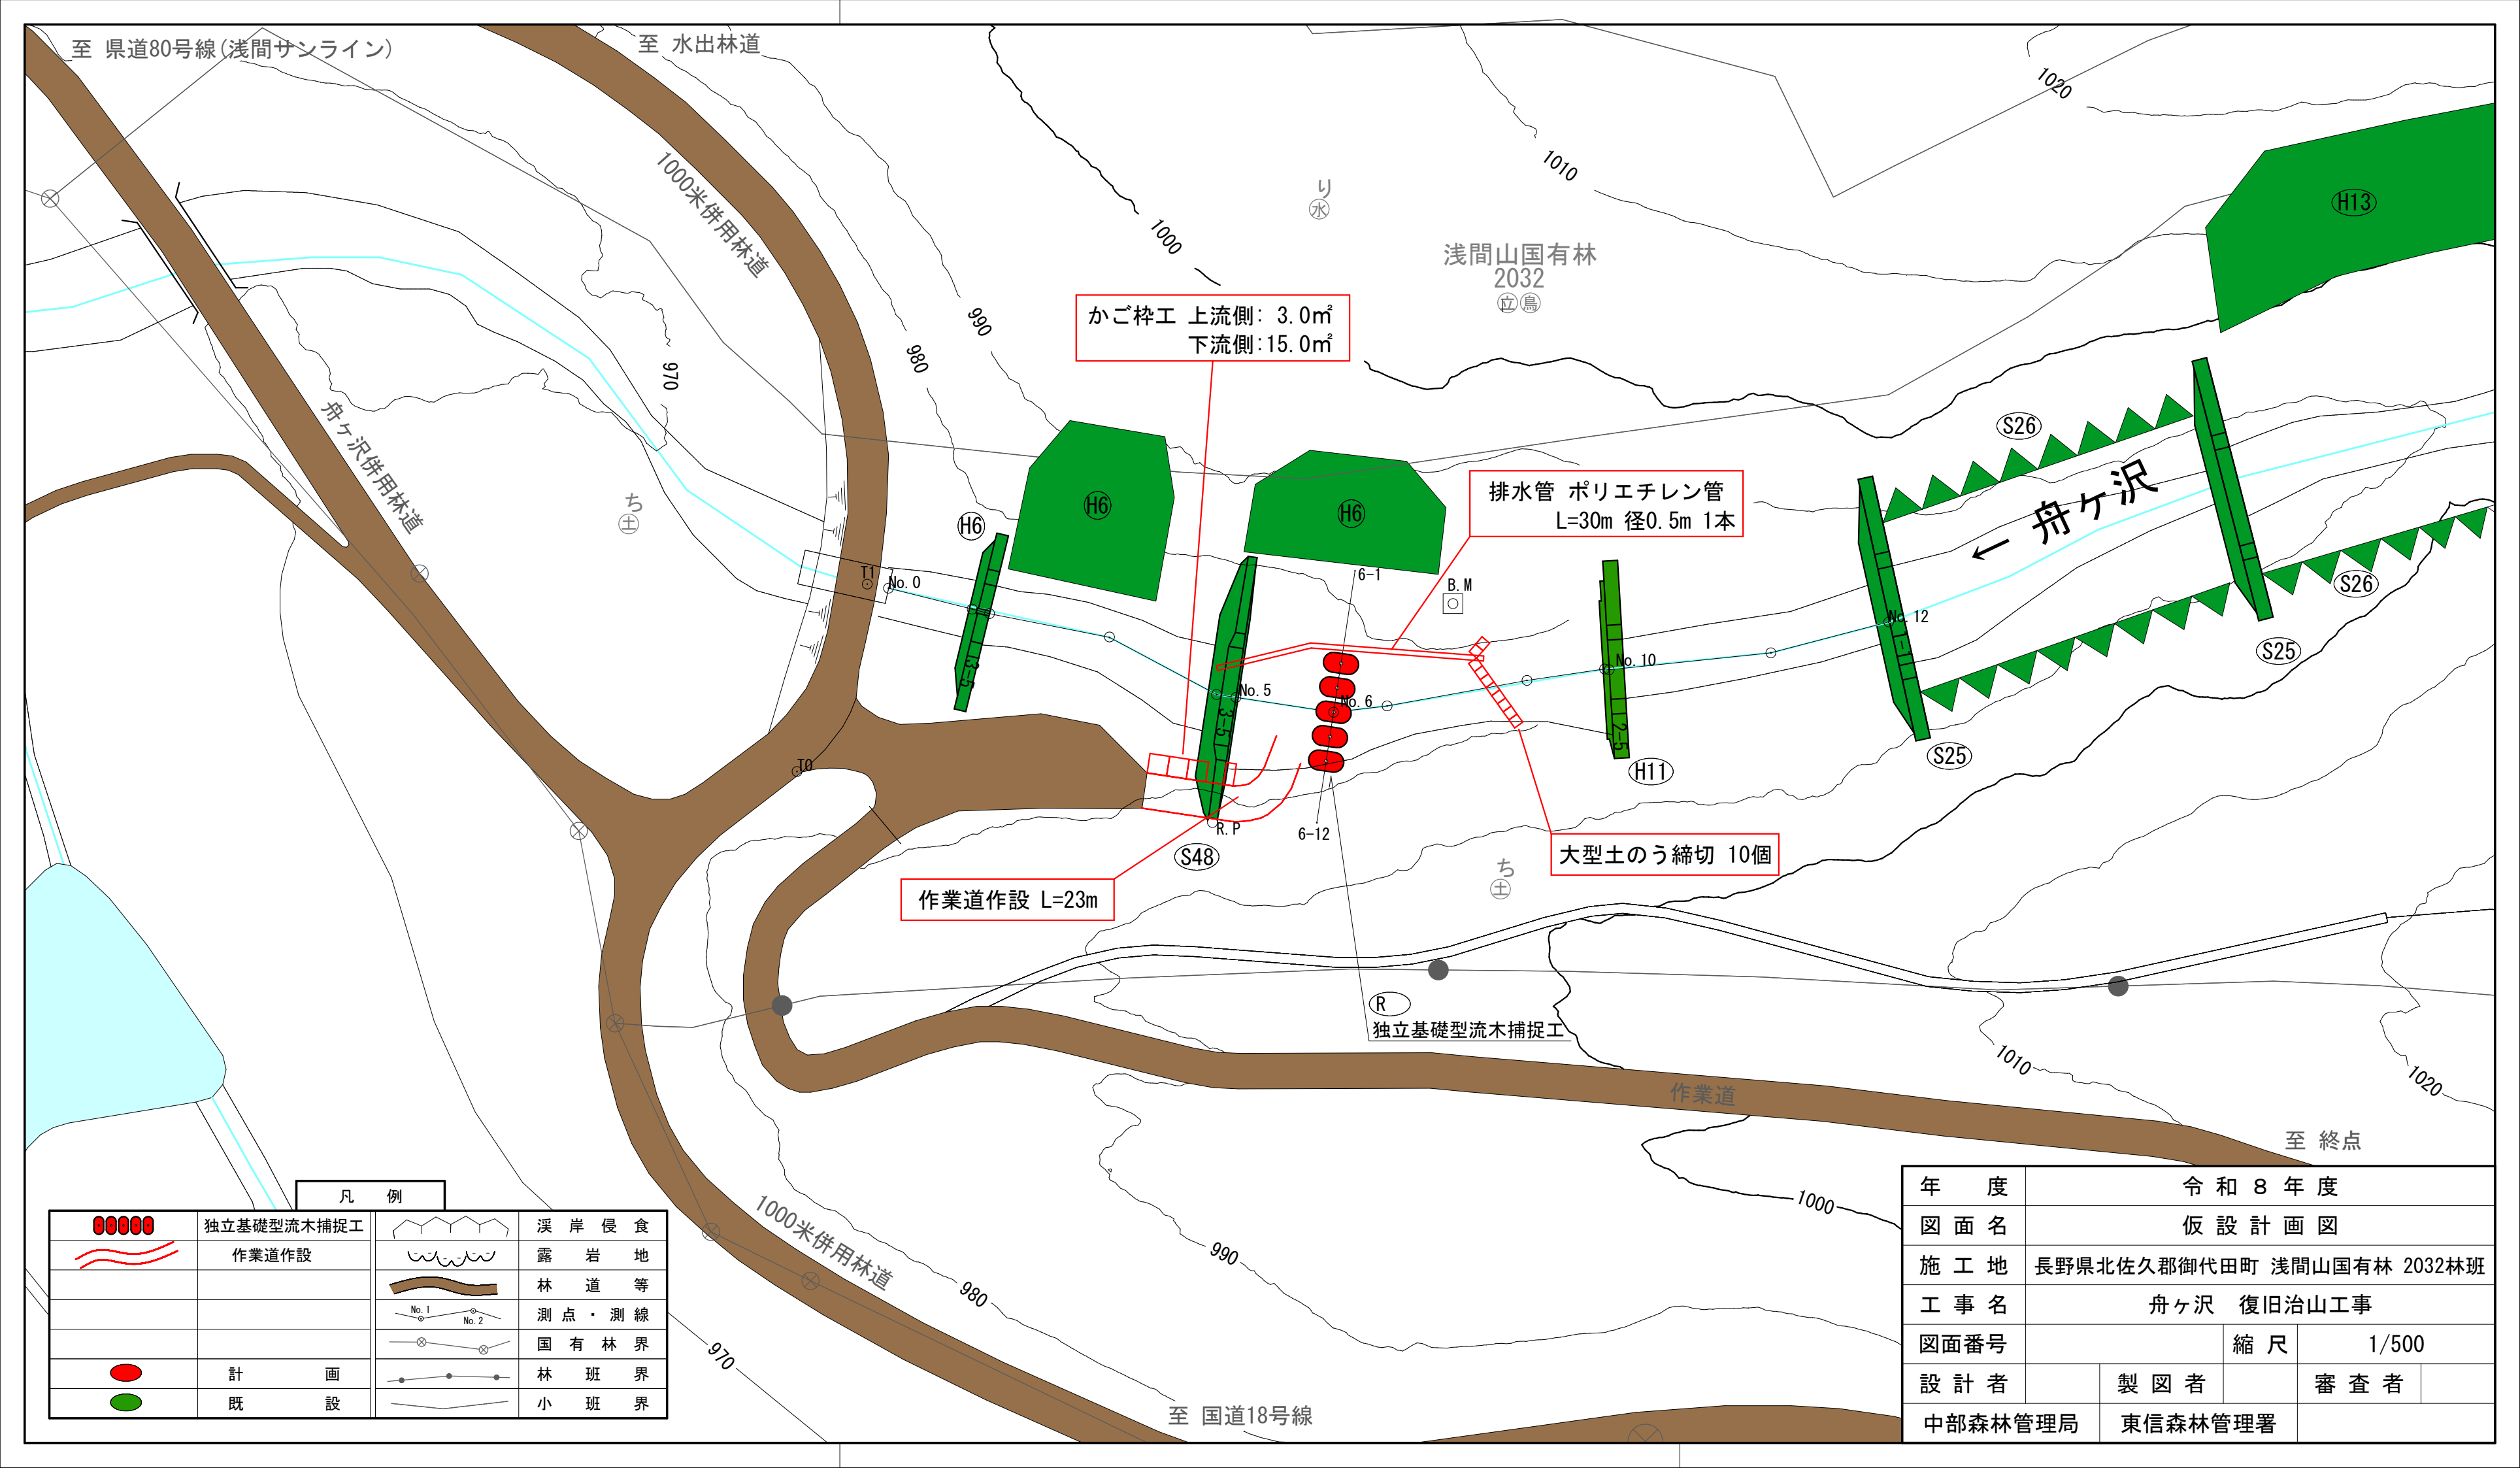 至 県道80号線(浅間サンライン)
至 水出林道
1020
1010
1000米併用林道
り
水
1000
浅間山国有林
2032
立 鳥
H13
かご枠工 上流側: 3.0㎡
下流側:15.0㎡
990
980
970
舟ヶ沢併用林道
S26
← 舟ヶ沢
ち
土
H6
H6
H6
排水管 ポリエチレン管
L=30m 径0.5m 1本
T1
No.0
6-1
B.M
S26
No.12
1-1
S25
3-5
No.5
3-5
No.6
No.10
2-5
H11
S25
T0
R.P
6-12
S48
作業道作設 L=23m
大型土のう締切 10個
ち
土
R
独立基礎型流木捕捉工
1010
1020
作業道
至 終点
1000
1000米併用林道
990
980
970
至 国道18号線
凡 例
独立基礎型流木捕捉工
渓岸侵食
作業道作設
露岩地
林道等
No.1
No.2
測点・測線
国有林界
計画
林班界
既設
小班界
年度 令和8年度
図面名 仮設計画図
施工地 長野県北佐久郡御代田町 浅間山国有林 2032林班
工事名 舟ヶ沢 復旧治山工事
図面番号 縮尺 1/500
設計者 製図者 審査者
中部森林管理局 東信森林管理署